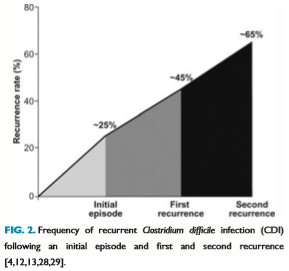 80
60
40
20
0
Recurrence rate (%)
~25%
~45%
~65%
Initial episode
First recurrence
Second recurrence
FIG. 2. Frequency of recurrent Clostridium difficile infection (CDI)
following an initial episode and first and second recurrence
[4,12,13,28,29].